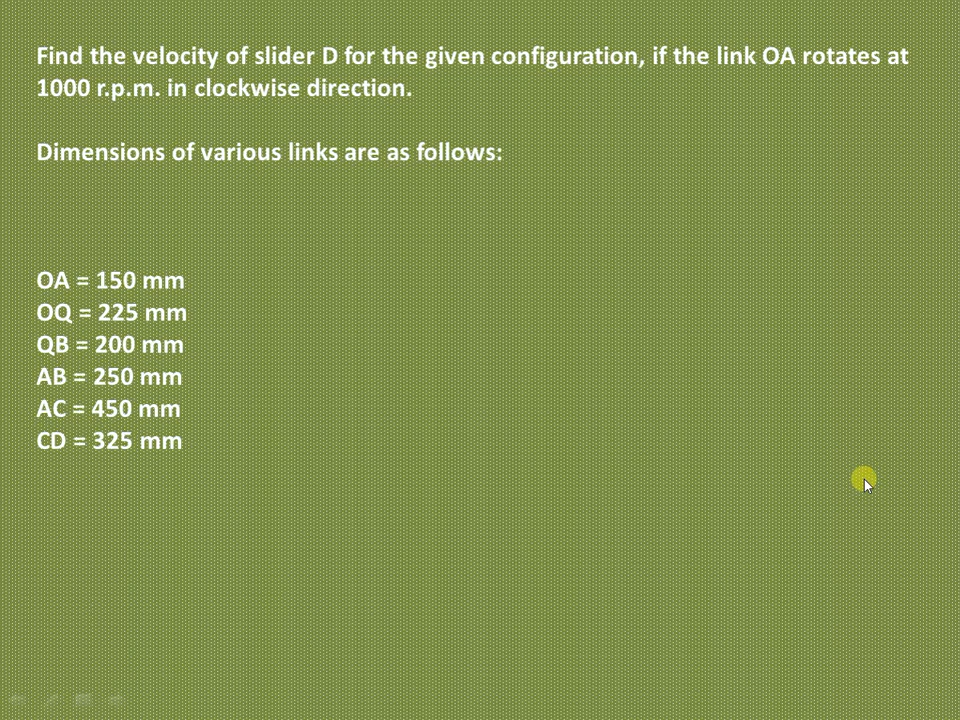 Find the velocity of slider D for the given configuration, if the link OA rotates at
1000 r.p.m. in clockwise direction.
Dimensions of various links are as follows:
OA = 150 mm
OQ = 225 mm
QB = 200 mm
AB = 250 mm
AC = 450 mm
CD = 325 mm